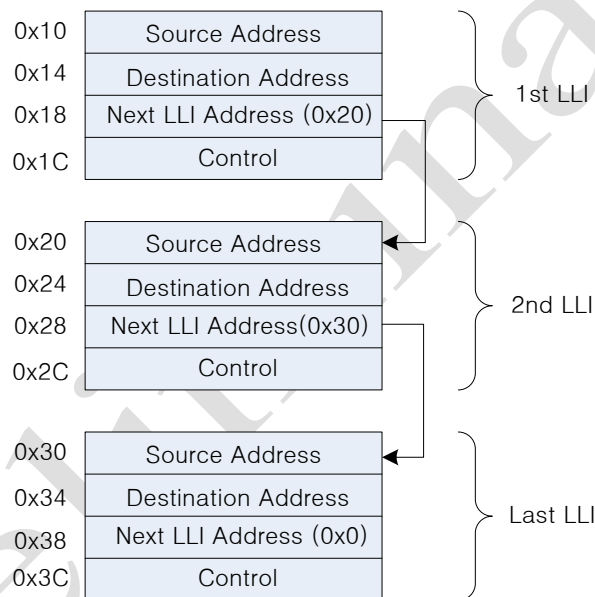 0x10 Source Address
0x14 Destination Address
0x18 Next LLI Address (0x20)
0x1C Control
1st LLI
0x20 Source Address
0x24 Destination Address
0x28 Next LLI Address(0x30)
0x2C Control
2nd LLI
0x30 Source Address
0x34 Destination Address
0x38 Next LLI Address (0x0)
0x3C Control
Last LLI